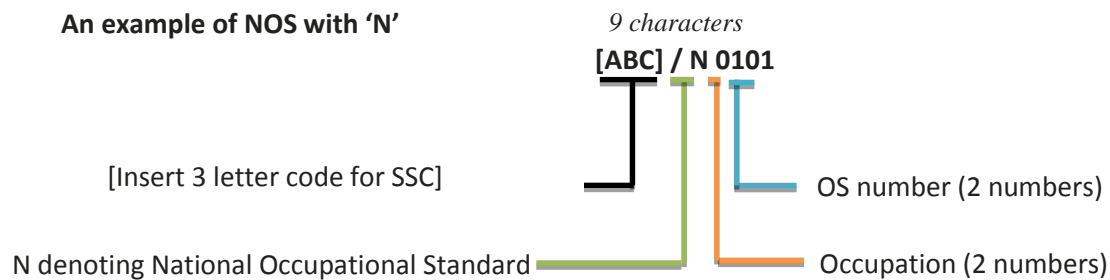 An example of NOS with ‘N’
9 characters
[ABC] / N 0101
[Insert 3 letter code for SSC]
OS number (2 numbers)
N denoting National Occupational Standard
Occupation (2 numbers)